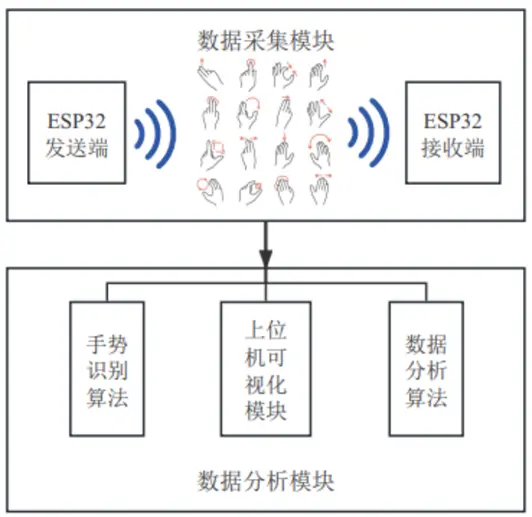 数据采集模块
ESP32
发送端
ESP32
接收端
手势
识别
算法
上位
机可
视化
模块
数据
分析
算法
数据分析模块